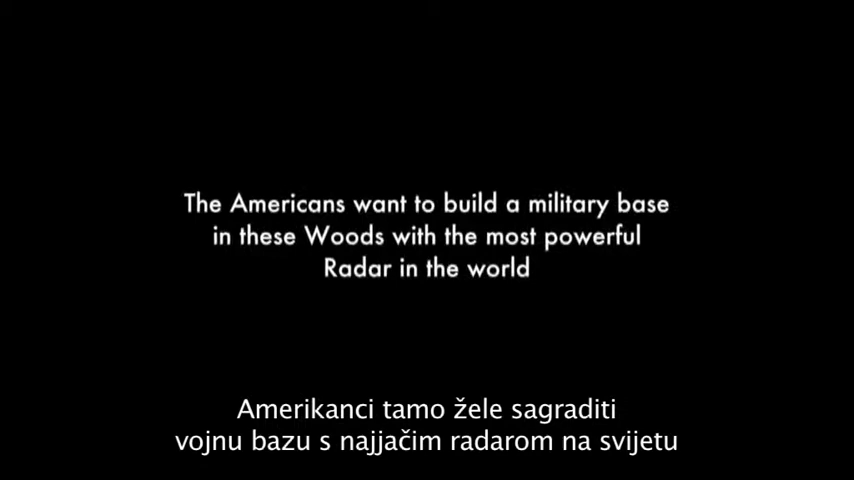 The Americans want to build a military base
in these Woods with the most powerful
Radar in the world
Amerikanci tamo žele sagraditi
vojnu bazu s najjačim radarom na svijetu